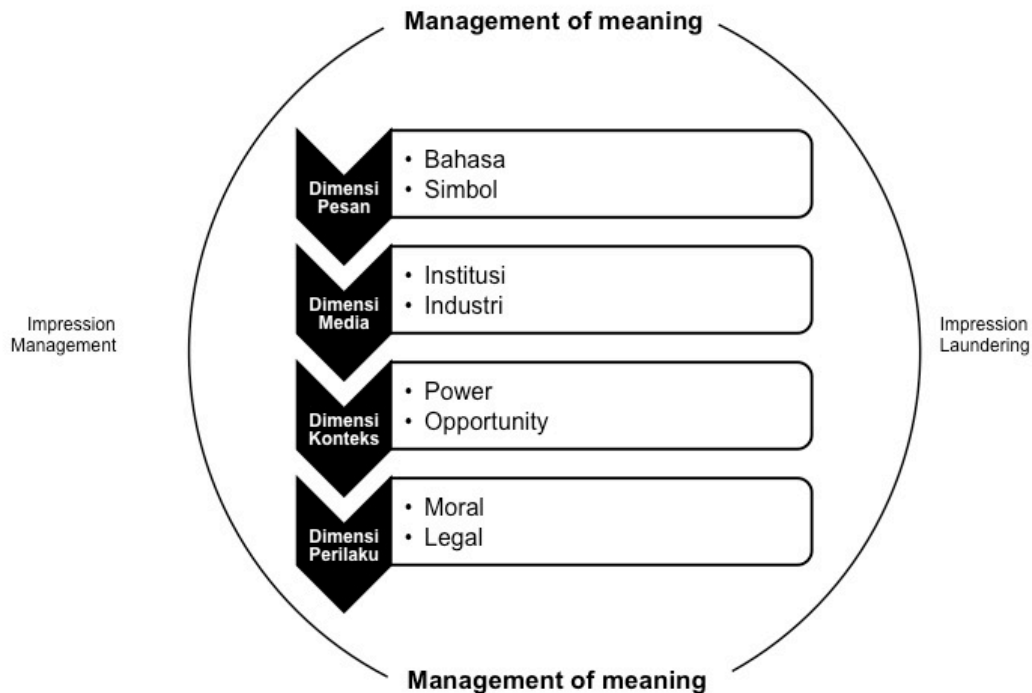 Management of meaning
Dimensi
Pesan
• Bahasa
• Simbol
Dimensi
Media
• Institusi
• Industri
Impression
Management
Impression
Laundering
Dimensi
Konteks
• Power
• Opportunity
Dimensi
Perilaku
• Moral
• Legal
Management of meaning